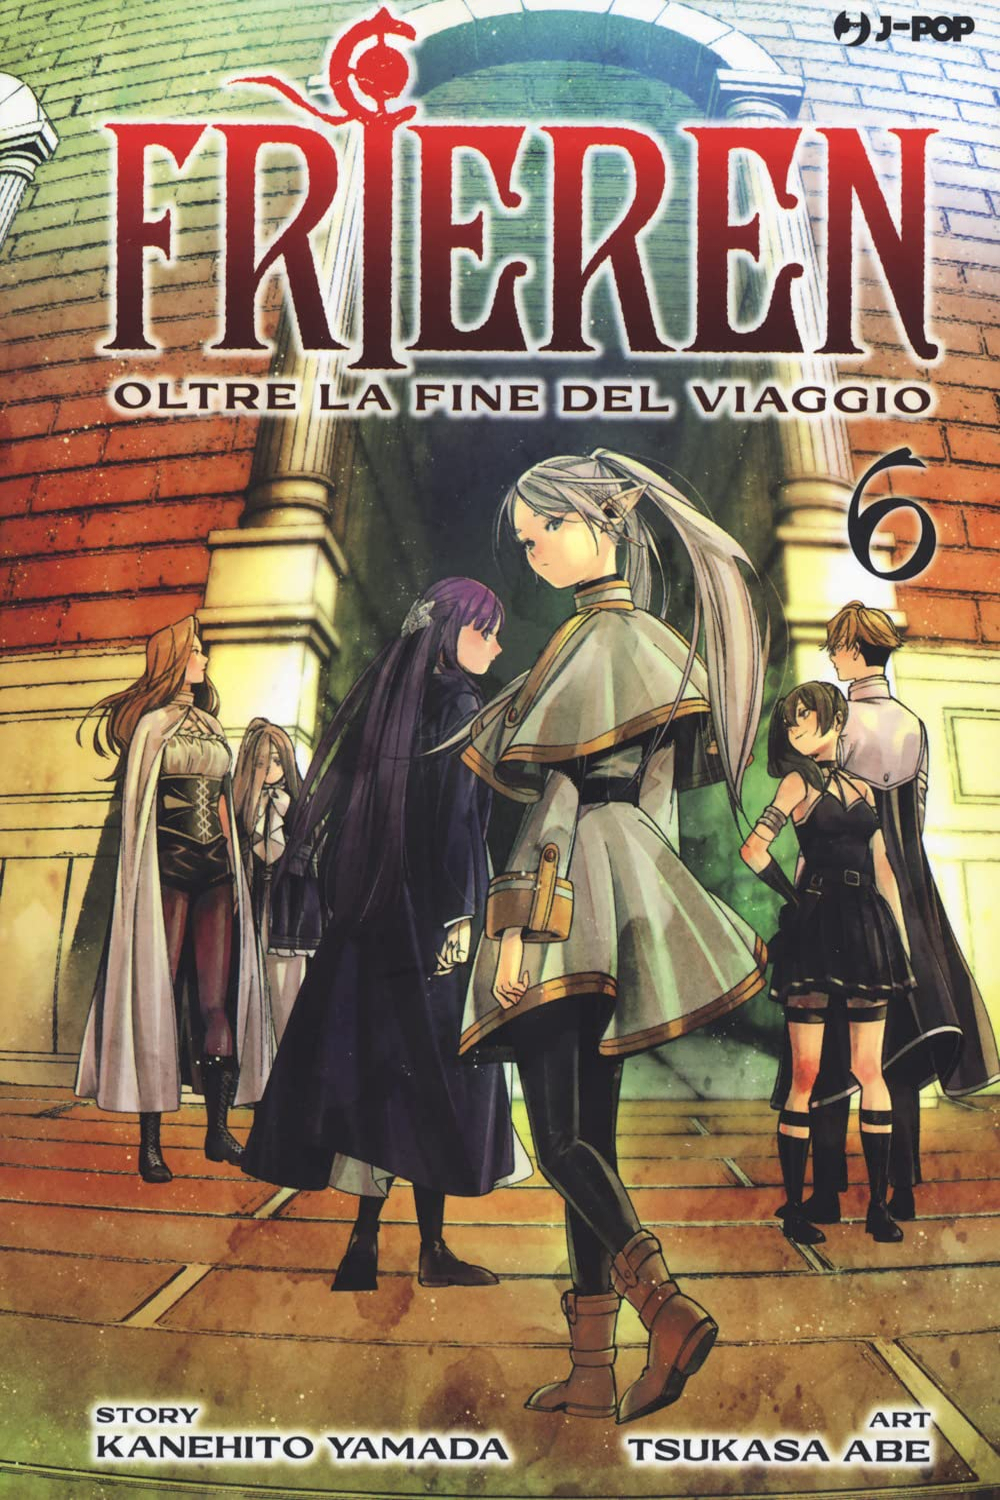 J-POP
FRIEREN
OLTRE LA FINE DEL VIAGGIO
6
STORY
KANEHITO YAMADA
ART
TSUKASA ABE